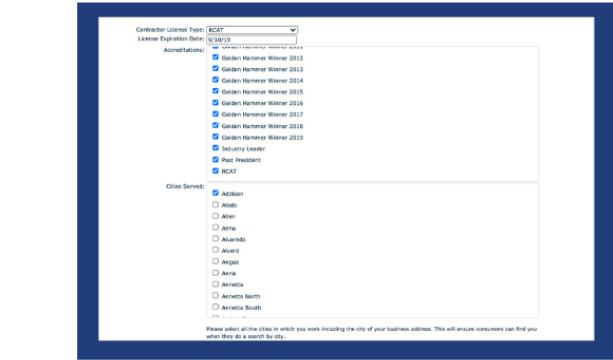 Contractor License Type: RCAT
License Expiration Date: 9/30/19
Accreditations:
Golden Hammer Winner 2011
Golden Hammer Winner 2012
Golden Hammer Winner 2013
Golden Hammer Winner 2014
Golden Hammer Winner 2015
Golden Hammer Winner 2016
Golden Hammer Winner 2017
Golden Hammer Winner 2018
Golden Hammer Winner 2019
Industry Leader
Past President
RCAT
Cities Served:
Addison
Aledo
Allen
Alma
Alvarado
Alvord
Angus
Anna
Annetta
Annetta North
Annetta South
Please select all the cities in which you work including the city of your business address. This will ensure consumers can find you
when they do a search by city.